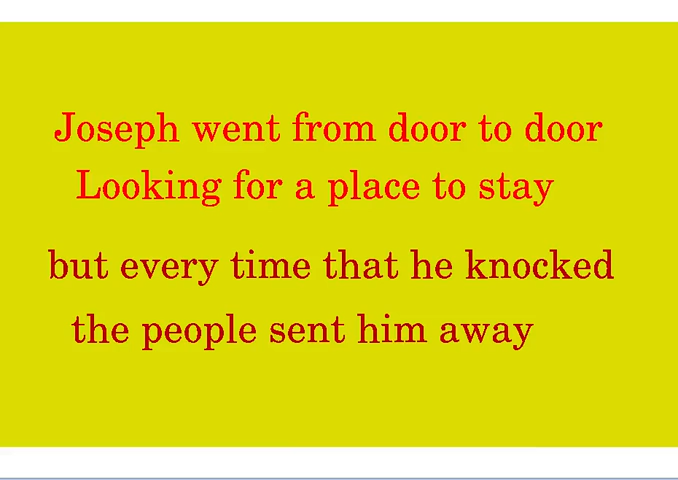 Joseph went from door to door
Looking for a place to stay
but every time that he knocked
the people sent him away